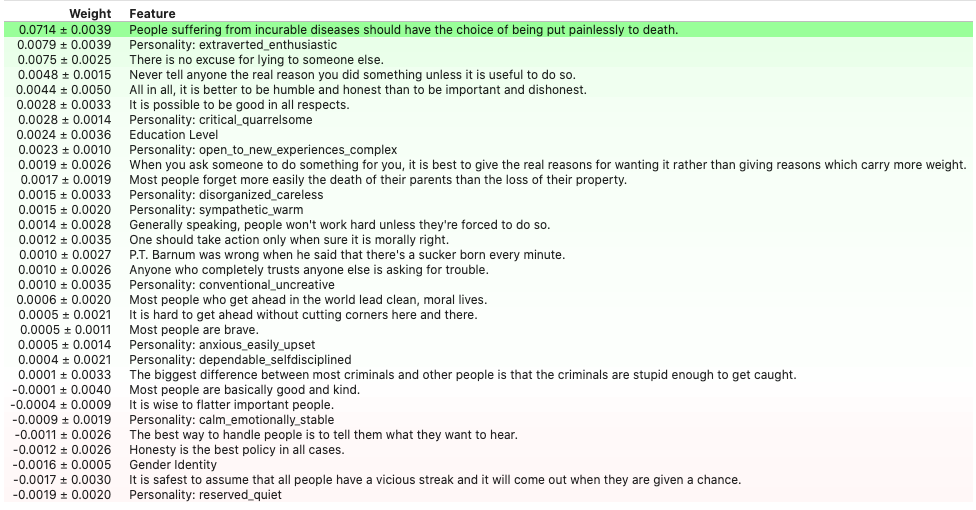 Weight Feature
0.0714 ± 0.0039 People suffering from incurable diseases should have the choice of being put painlessly to death.
0.0079 ± 0.0039 Personality: extraverted_enthusiastic
0.0075 ± 0.0025 There is no excuse for lying to someone else.
0.0048 ± 0.0015 Never tell anyone the real reason you did something unless it is useful to do so.
0.0044 ± 0.0050 All in all, it is better to be humble and honest than to be important and dishonest.
0.0028 ± 0.0033 It is possible to be good in all respects.
0.0028 ± 0.0014 Personality: critical_quarrelsome
0.0024 ± 0.0036 Education Level
0.0023 ± 0.0010 Personality: open_to_new_experiences_complex
0.0019 ± 0.0026 When you ask someone to do something for you, it is best to give the real reasons for wanting it rather than giving reasons which carry more weight.
0.0017 ± 0.0019 Most people forget more easily the death of their parents than the loss of their property.
0.0015 ± 0.0033 Personality: disorganized_careless
0.0015 ± 0.0020 Personality: sympathetic_warm
0.0014 ± 0.0028 Generally speaking, people won't work hard unless they're forced to do so.
0.0012 ± 0.0035 One should take action only when sure it is morally right.
0.0010 ± 0.0027 P.T. Barnum was wrong when he said that there's a sucker born every minute.
0.0010 ± 0.0026 Anyone who completely trusts anyone else is asking for trouble.
0.0010 ± 0.0035 Personality: conventional_uncreative
0.0006 ± 0.0020 Most people who get ahead in the world lead clean, moral lives.
0.0005 ± 0.0021 It is hard to get ahead without cutting corners here and there.
0.0005 ± 0.0011 Most people are brave.
0.0005 ± 0.0014 Personality: anxious_easily_upset
0.0004 ± 0.0021 Personality: dependable_selfdisciplined
0.0001 ± 0.0033 The biggest difference between most criminals and other people is that the criminals are stupid enough to get caught.
-0.0001 ± 0.0040 Most people are basically good and kind.
-0.0004 ± 0.0009 It is wise to flatter important people.
-0.0009 ± 0.0019 Personality: calm_emotionally_stable
-0.0011 ± 0.0026 The best way to handle people is to tell them what they want to hear.
-0.0012 ± 0.0026 Honesty is the best policy in all cases.
-0.0016 ± 0.0005 Gender Identity
-0.0017 ± 0.0030 It is safest to assume that all people have a vicious streak and it will come out when they are given a chance.
-0.0019 ± 0.0020 Personality: reserved_quiet